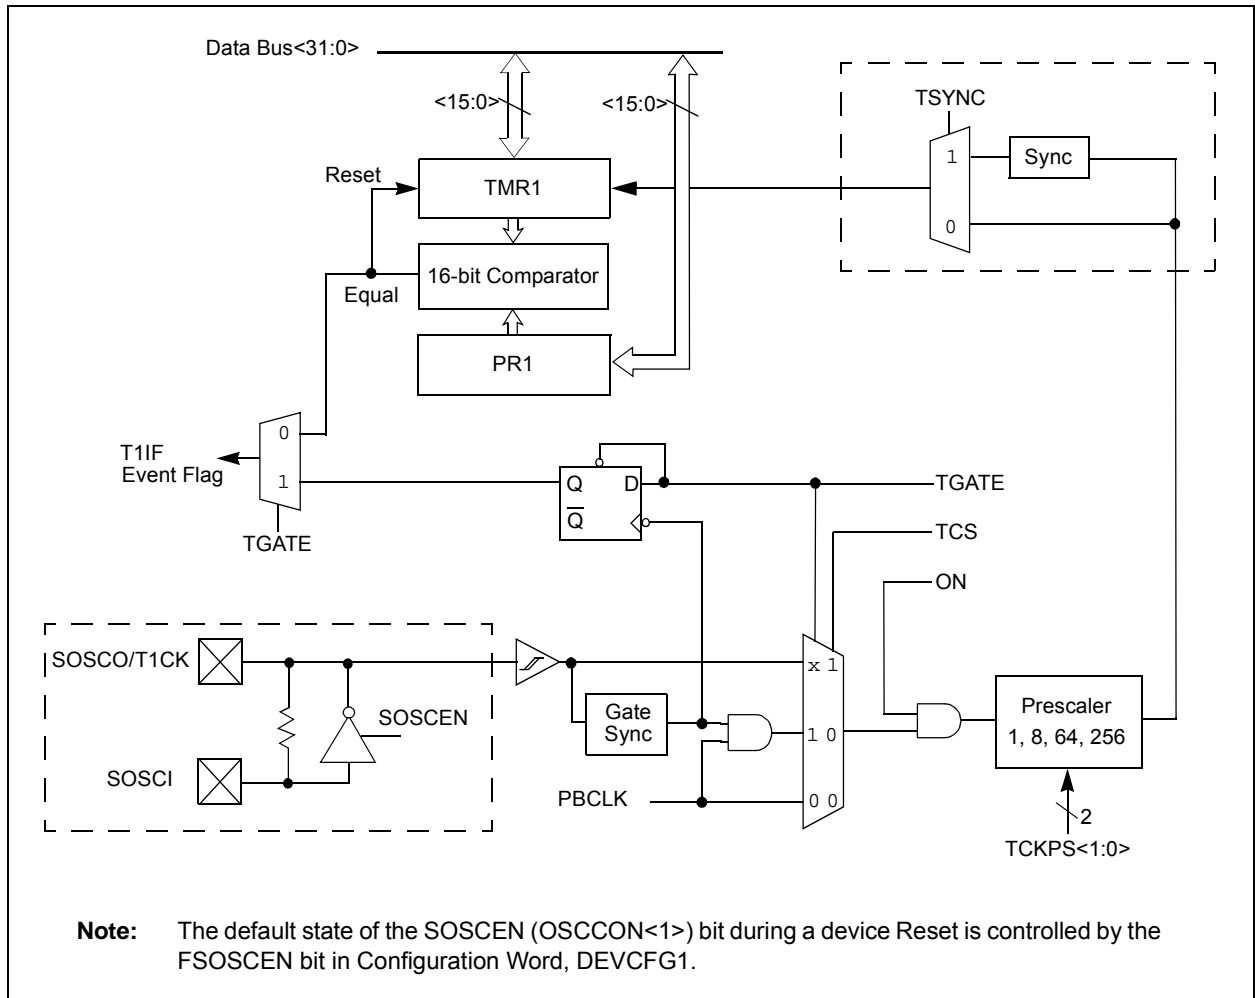 Data Bus<31:0>
<15:0>
<15:0>
TSYNC
1
Sync
Reset
TMR1
0
16-bit Comparator
Equal
PR1
0
T1IF
Event Flag
1
Q
D
TGATE
Q̅
TCS
TGATE
ON
SOSCO/T1CK
x 1
SOSCEN
Gate
Sync
1 0
Prescaler
1, 8, 64, 256
SOSCI
PBCLK
0 0
2
TCKPS<1:0>
Note: The default state of the SOSCEN (OSCCON<1>) bit during a device Reset is controlled by the
FSOSCEN bit in Configuration Word, DEVCFG1.